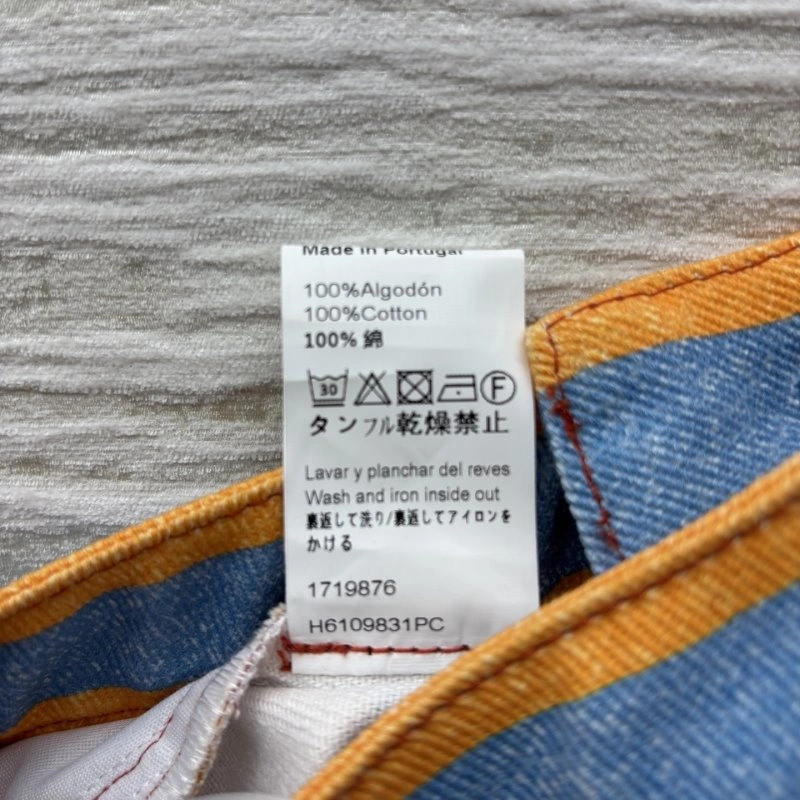 Made in Portugal
100%Algodón
100%Cotton
100% 綿
30 F
タンブル乾燥禁止
Lavar y planchar del reves
Wash and iron inside out
裏返して洗り/裏返してアイロンを
かける
1719876
H6109831PC